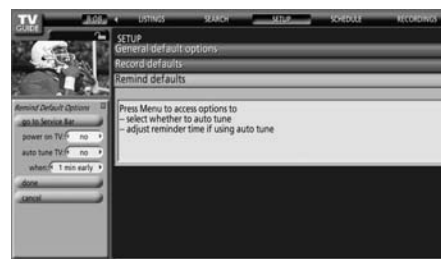 TV
GUIDE
8:00
LISTINGS
SEARCH
SETUP
SCHEDULE
RECORDINGS
SETUP
General default options
Record defaults
Remind defaults
Press Menu to access options to
– select whether to auto tune
– adjust reminder time if using auto tune
Remind Default Options
go to Service Bar
power on TV: no
auto tune TV: no
when: 1 min early
done
cancel